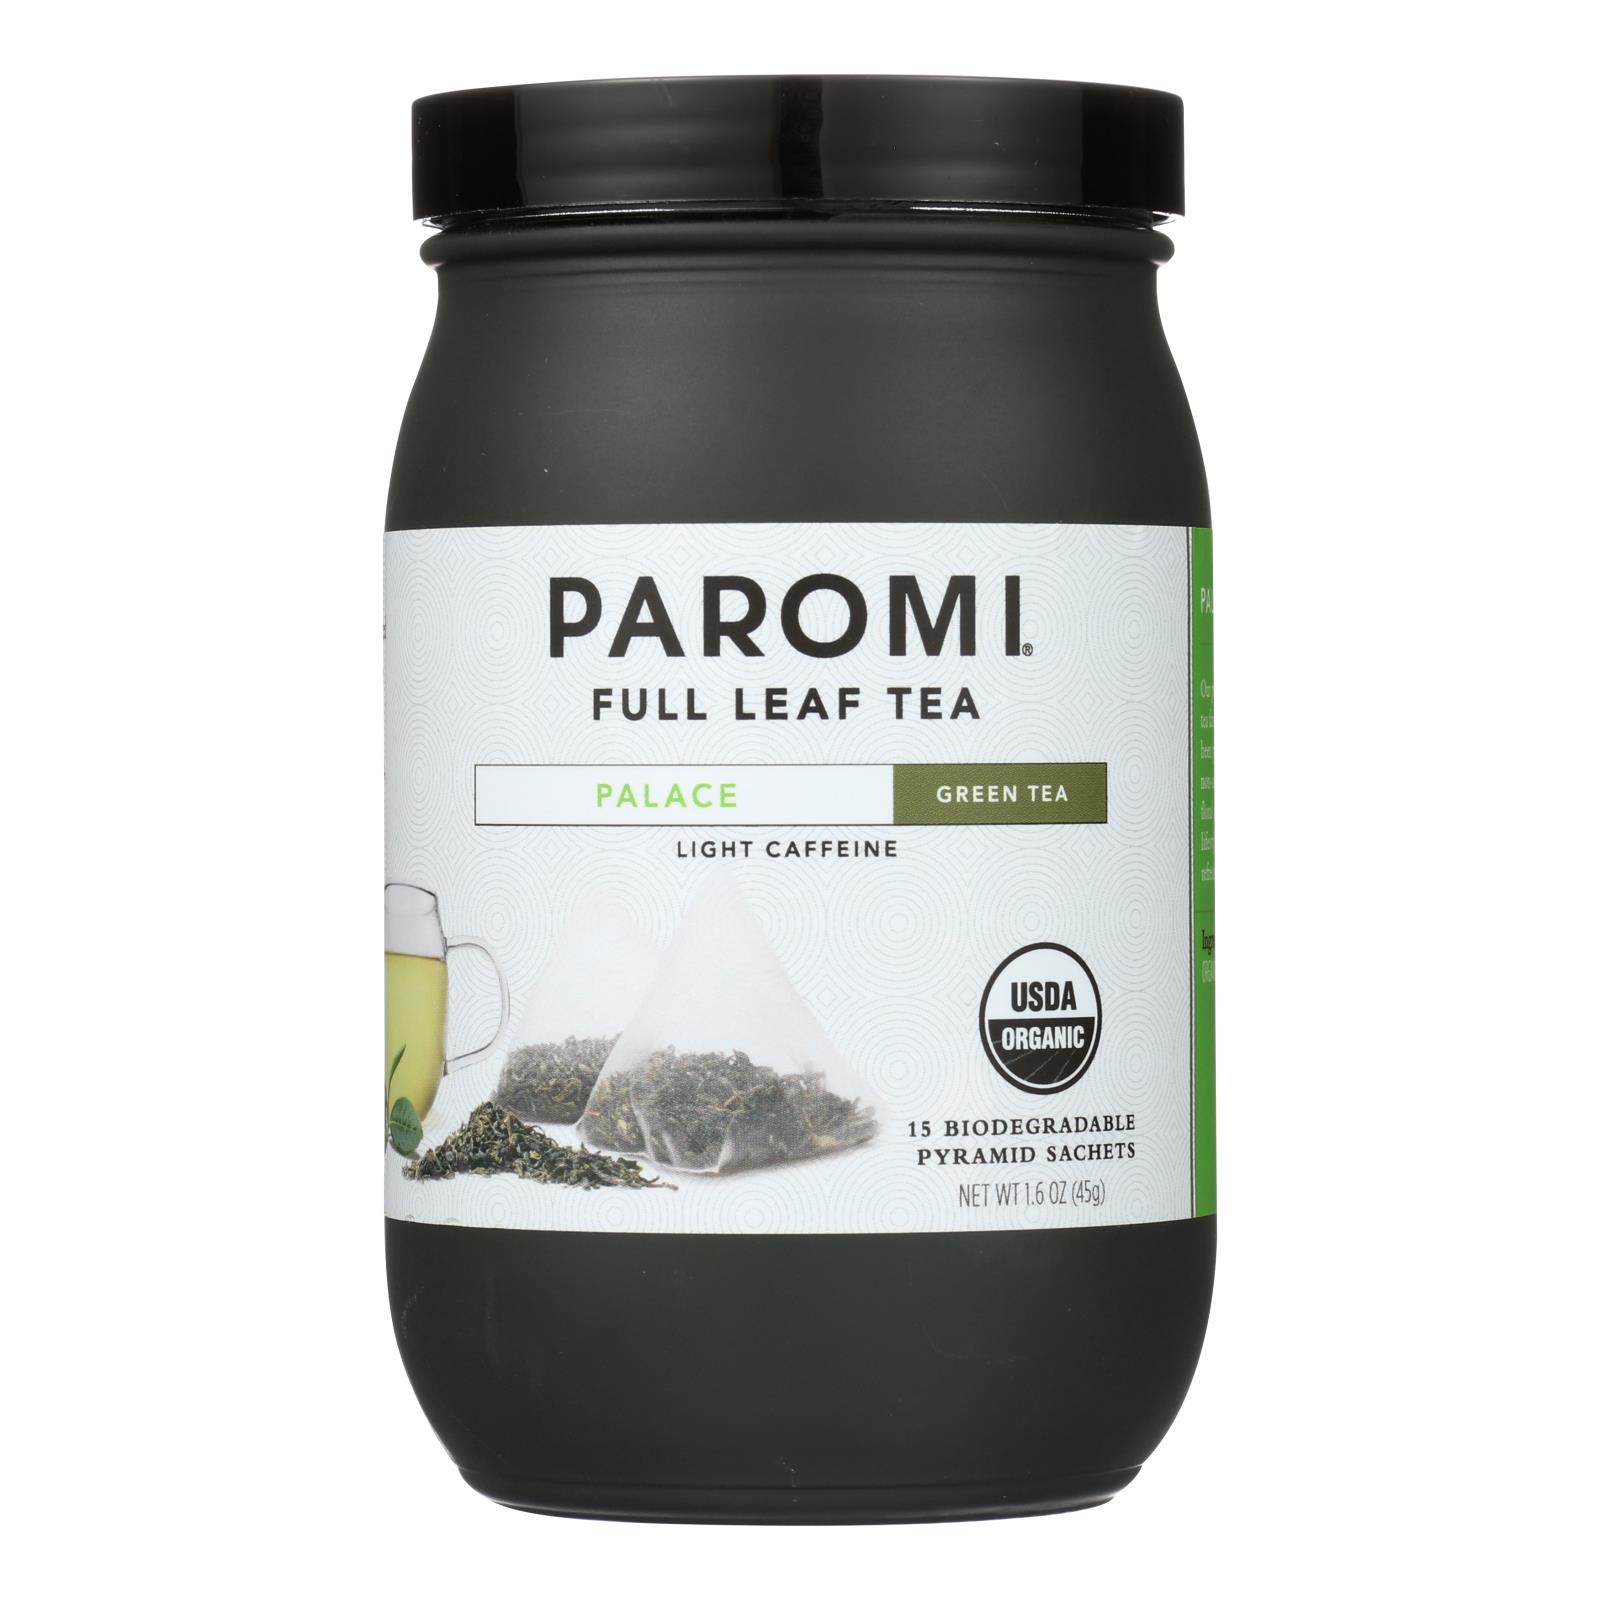 PAROMI®
FULL LEAF TEA
PALACE
GREEN TEA
LIGHT CAFFEINE
USDA
ORGANIC
15 BIODEGRADABLE
PYRAMID SACHETS
NET WT 1.6 OZ (45g)